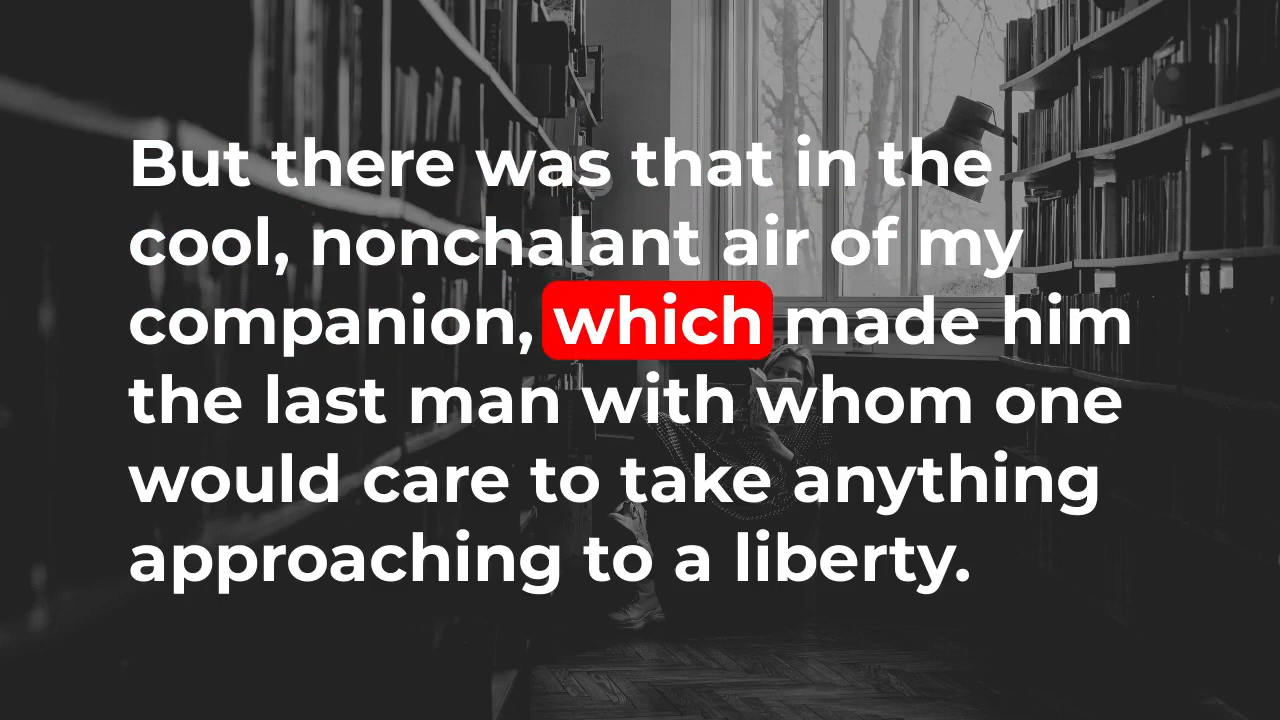 But there was that in the
cool, nonchalant air of my
companion, which made him
the last man with whom one
would care to take anything
approaching to a liberty.